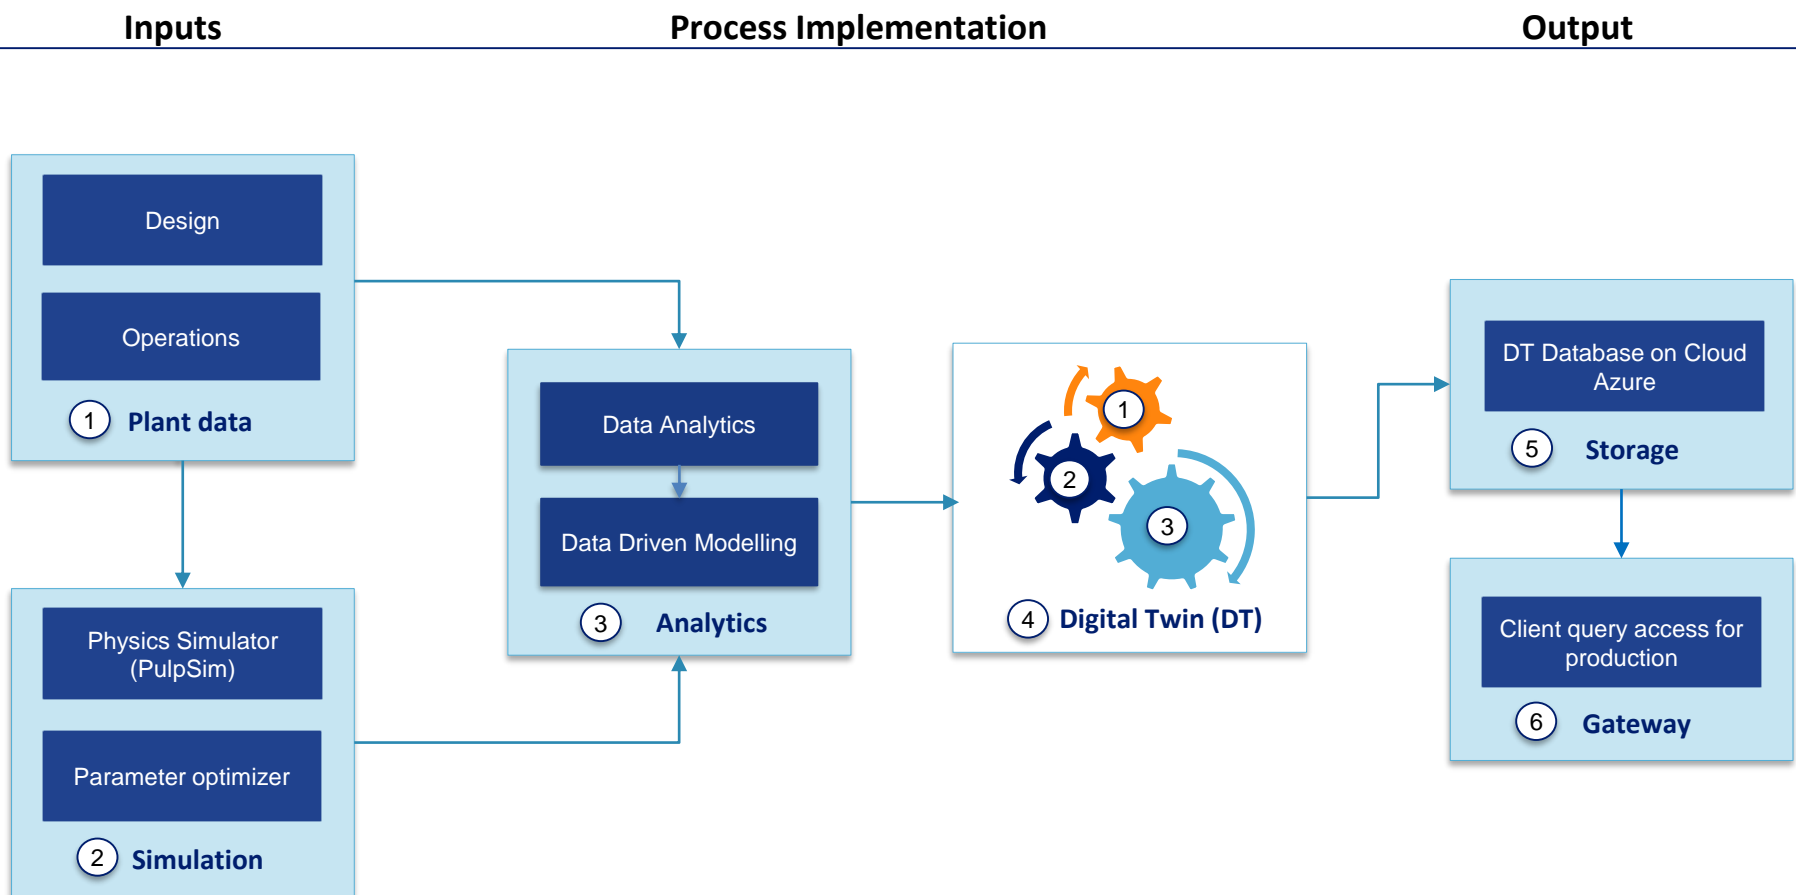 Inputs
Process Implementation
Output
Design
Operations
1 Plant data
Physics Simulator
(PulpSim)
Parameter optimizer
2 Simulation
Data Analytics
Data Driven Modelling
3 Analytics
1
2
3
4 Digital Twin (DT)
DT Database on Cloud
Azure
5 Storage
Client query access for
production
6 Gateway